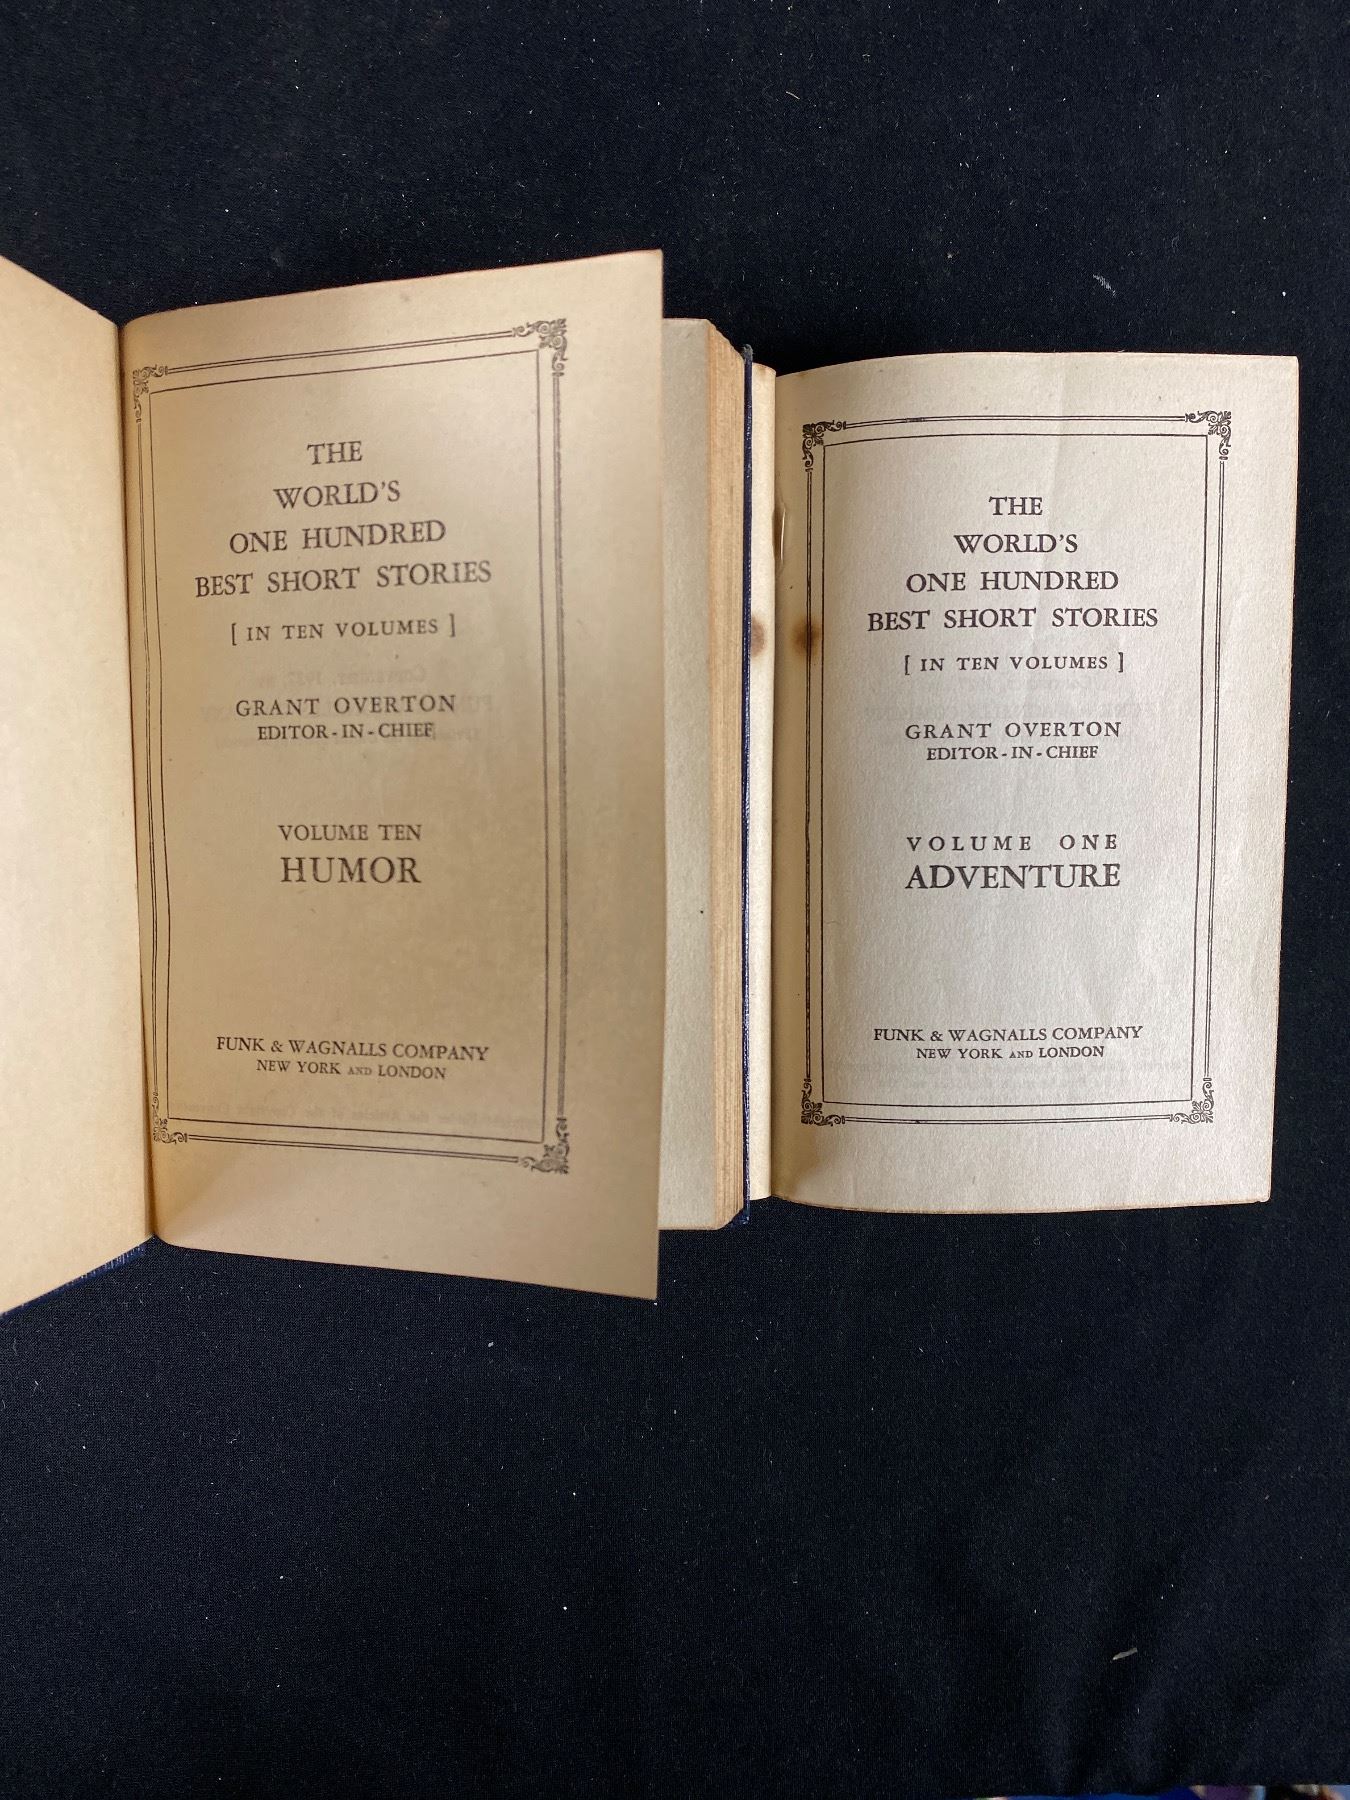 THE
WORLD'S
ONE HUNDRED
BEST SHORT STORIES
[ IN TEN VOLUMES ]
GRANT OVERTON
EDITOR-IN-CHIEF
VOLUME TEN
HUMOR
FUNK & WAGNALLS COMPANY
NEW YORK AND LONDON
THE
WORLD'S
ONE HUNDRED
BEST SHORT STORIES
[ IN TEN VOLUMES ]
GRANT OVERTON
EDITOR-IN-CHIEF
VOLUME ONE
ADVENTURE
FUNK & WAGNALLS COMPANY
NEW YORK AND LONDON